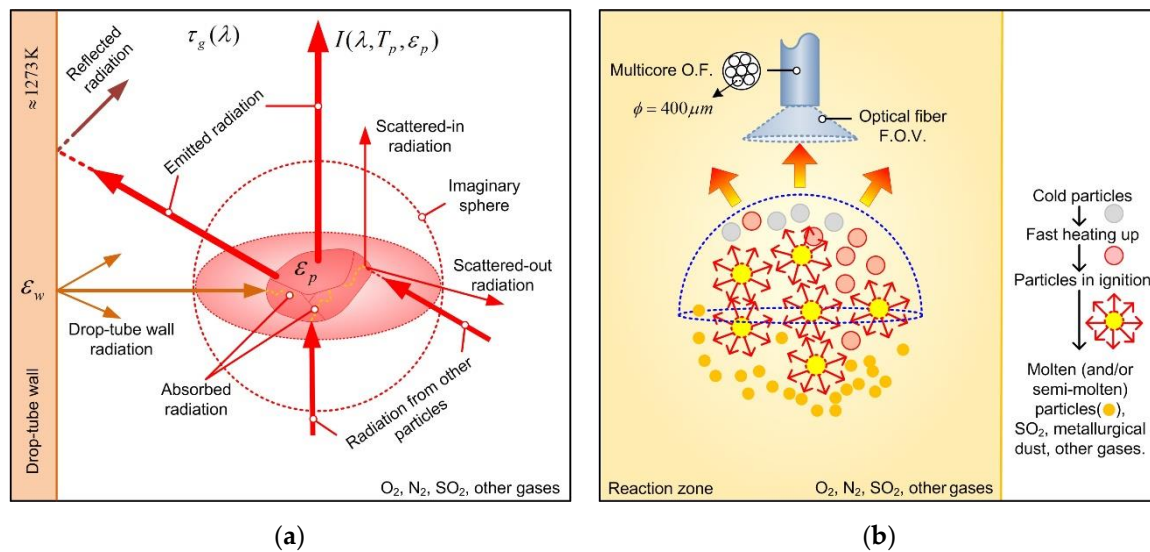 ≈1273K
Reflected
radiation
τg(λ)
I(λ,Tp,εp)
Emitted radiation
Scattered-in
radiation
Imaginary
sphere
εp
Scattered-out
radiation
εw
Drop-tube wall
radiation
Absorbed
radiation
Radiation from other
particles
Drop-tube wall
O2, N2, SO2, other gases
(a)
Multicore O.F.
ϕ = 400μm
Optical fiber
F.O.V.
Reaction zone
O2, N2, SO2, other gases
Cold particles
Fast heating up
Particles in ignition
Molten (and/or
semi-molten)
particles( ),
SO2, metallurgical
dust, other gases.
(b)